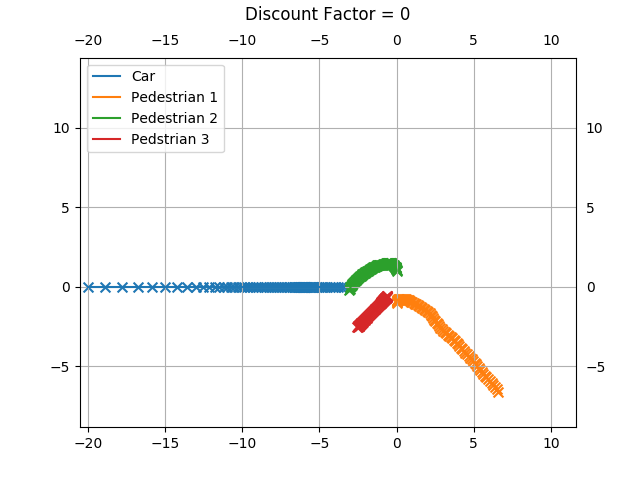 Discount Factor = 0
−20 −15 −10 −5 0 5 10
Car
Pedestrian 1
Pedestrian 2
Pedstrian 3
10 10
5 5
0 0
−5 −5
−20 −15 −10 −5 0 5 10